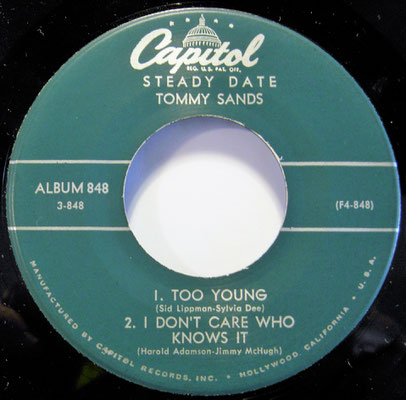 Capitol
REG. U.S. PAT. OFF.
STEADY DATE
TOMMY SANDS
ALBUM 848
3-848
(F4-848)
1. TOO YOUNG
(Sid Lippman-Sylvia Dee)
2. I DON'T CARE WHO
KNOWS IT
(Harold Adamson-Jimmy McHugh)
MANUFACTURED BY CAPITOL RECORDS, INC. • HOLLYWOOD, CALIFORNIA • U.S.A.